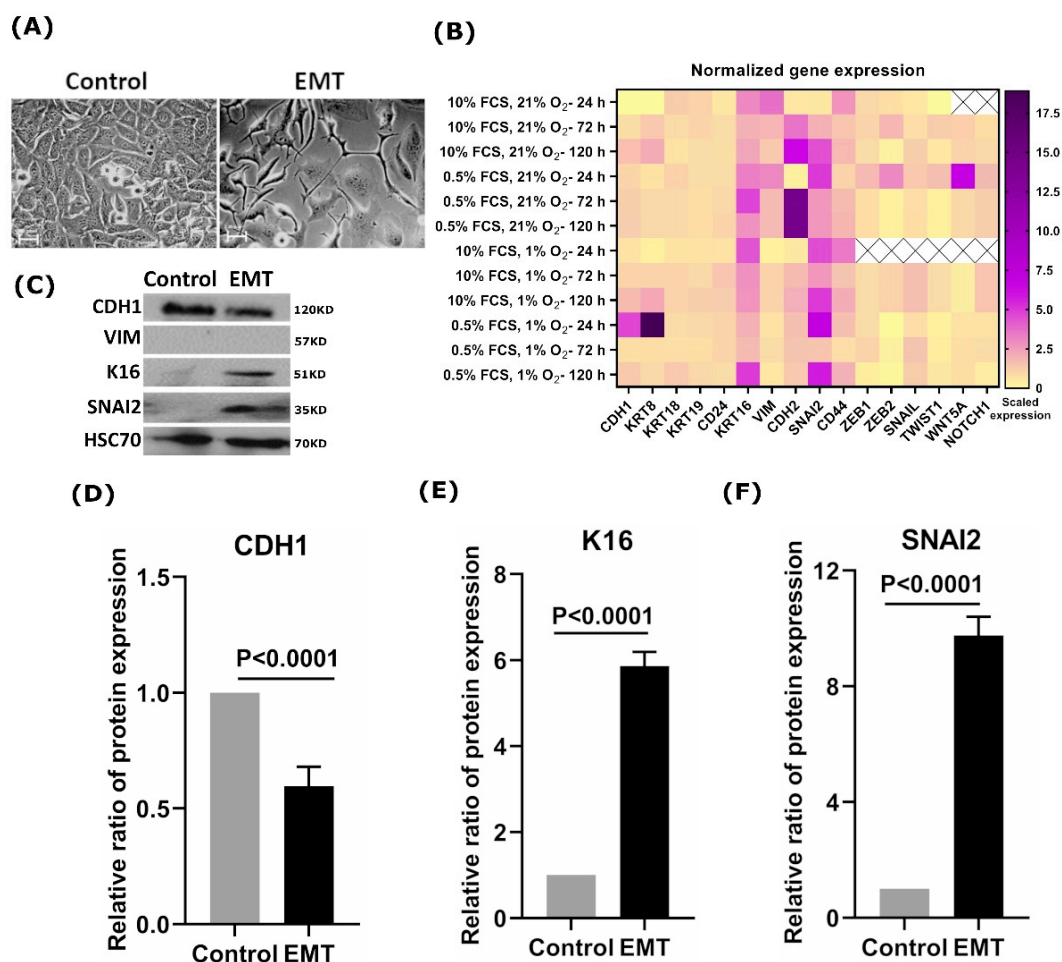 (A)
Control EMT
(B)
Normalized gene expression
10% FCS, 21% O₂- 24 h
10% FCS, 21% O₂- 72 h
10% FCS, 21% O₂- 120 h
0.5% FCS, 21% O₂- 24 h
0.5% FCS, 21% O₂- 72 h
0.5% FCS, 21% O₂- 120 h
10% FCS, 1% O₂- 24 h
10% FCS, 1% O₂- 72 h
10% FCS, 1% O₂- 120 h
0.5% FCS, 1% O₂- 24 h
0.5% FCS, 1% O₂- 72 h
0.5% FCS, 1% O₂- 120 h
CDH1
KRT8
KRT18
KRT19
CD24
KRT16
VIM
CDH2
SNAI2
CD44
ZEB1
ZEB2
SNAIL
TWIST1
WNT5A
NOTCH1
17.5
15.0
12.5
10.0
7.5
5.0
2.5
0
Scaled
expression
(C)
Control EMT
CDH1 120KD
VIM 57KD
K16 51KD
SNAI2 35KD
HSC70 70KD
(D)
CDH1
Relative ratio of protein expression
1.5
1.0
0.5
0.0
P<0.0001
Control EMT
(E)
K16
Relative ratio of protein expression
8
6
4
2
0
P<0.0001
Control EMT
(F)
SNAI2
Relative ratio of protein expression
12
8
4
0
P<0.0001
Control EMT